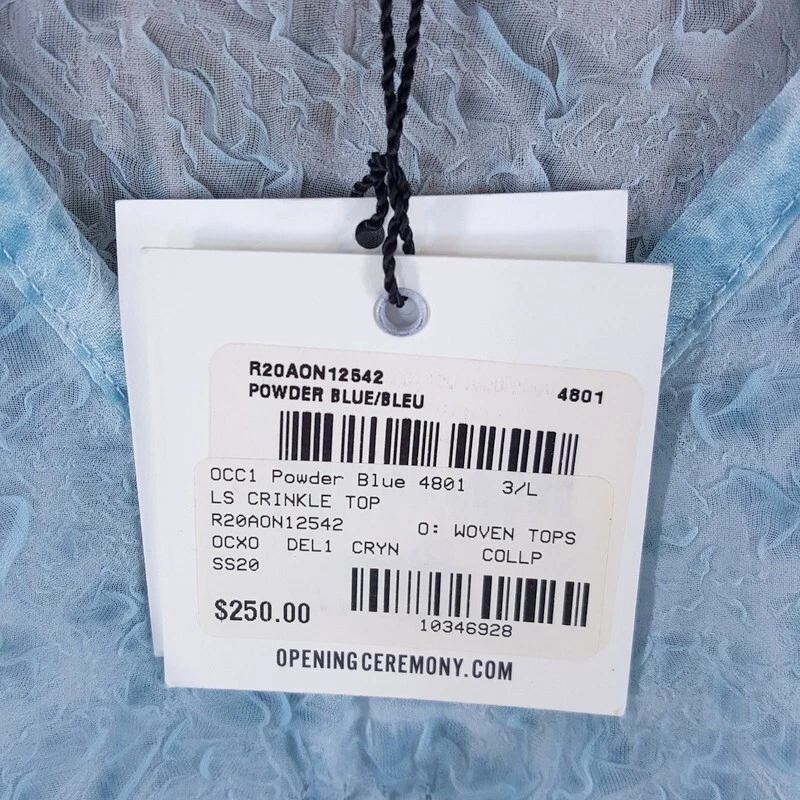 R20AON12542
POWDER BLUE/BLEU 4801
OCC1 Powder Blue 4801 3/L
LS CRINKLE TOP
R20AON12542 O: WOVEN TOPS
OCXO DEL1 CRYN COLLP
SS20
$250.00
10346928
OPENINGCEREMONY.COM